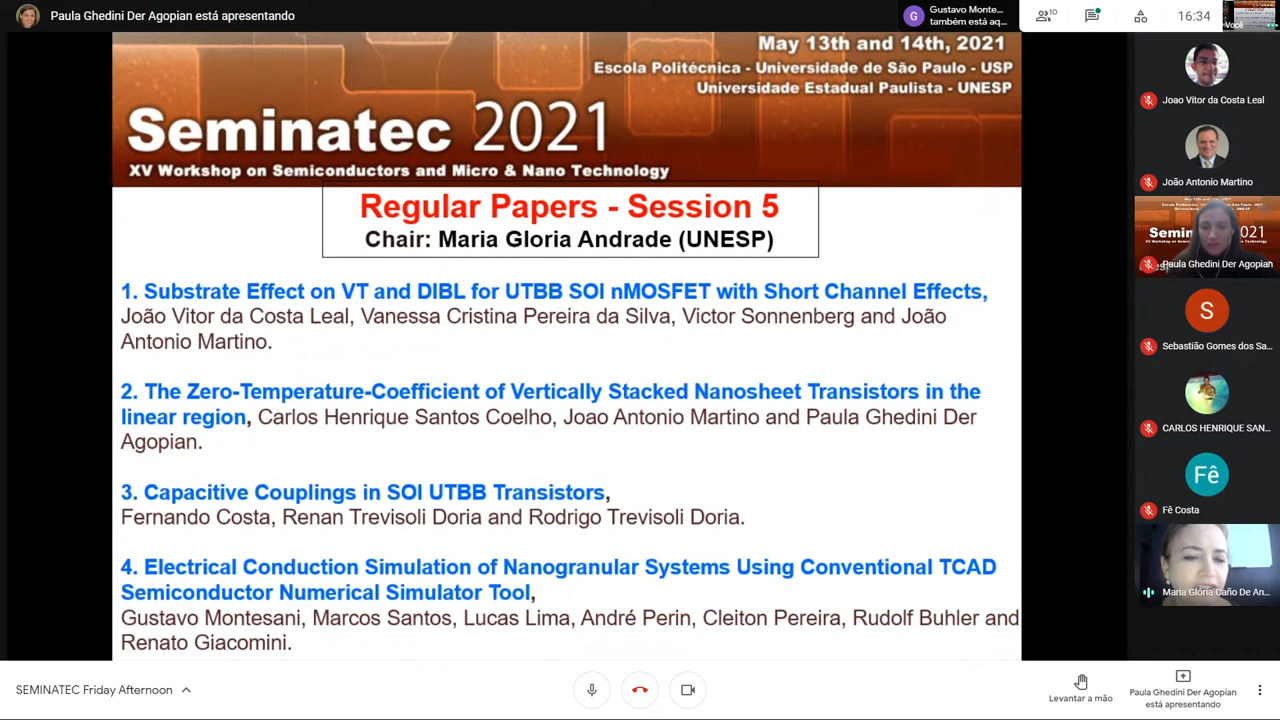 Paula Ghedini Der Agopian está apresentando
G
Gustavo Monte...
também está aq...
10
16:34
Você
May 13th and 14th, 2021
Escola Politécnica - Universidade de São Paulo - USP
Universidade Estadual Paulista - UNESP
Seminatec 2021
XV Workshop on Semiconductors and Micro & Nano Technology
Regular Papers - Session 5
Chair: Maria Gloria Andrade (UNESP)
1. Substrate Effect on VT and DIBL for UTBB SOI nMOSFET with Short Channel Effects,
João Vitor da Costa Leal, Vanessa Cristina Pereira da Silva, Victor Sonnenberg and João
Antonio Martino.
2. The Zero-Temperature-Coefficient of Vertically Stacked Nanosheet Transistors in the
linear region, Carlos Henrique Santos Coelho, Joao Antonio Martino and Paula Ghedini Der
Agopian.
3. Capacitive Couplings in SOI UTBB Transistors,
Fernando Costa, Renan Trevisoli Doria and Rodrigo Trevisoli Doria.
4. Electrical Conduction Simulation of Nanogranular Systems Using Conventional TCAD
Semiconductor Numerical Simulator Tool,
Gustavo Montesani, Marcos Santos, Lucas Lima, André Perin, Cleiton Pereira, Rudolf Buhler and
Renato Giacomini.
Joao Vitor da Costa Leal
João Antonio Martino
Paula Ghedini Der Agopian
S
Sebastião Gomes dos Sa...
CARLOS HENRIQUE SAN...
Fê
Fê Costa
Maria Glória Caño De An...
SEMINATEC Friday Afternoon
Levantar a mão
Paula Ghedini Der Agopian
está apresentando